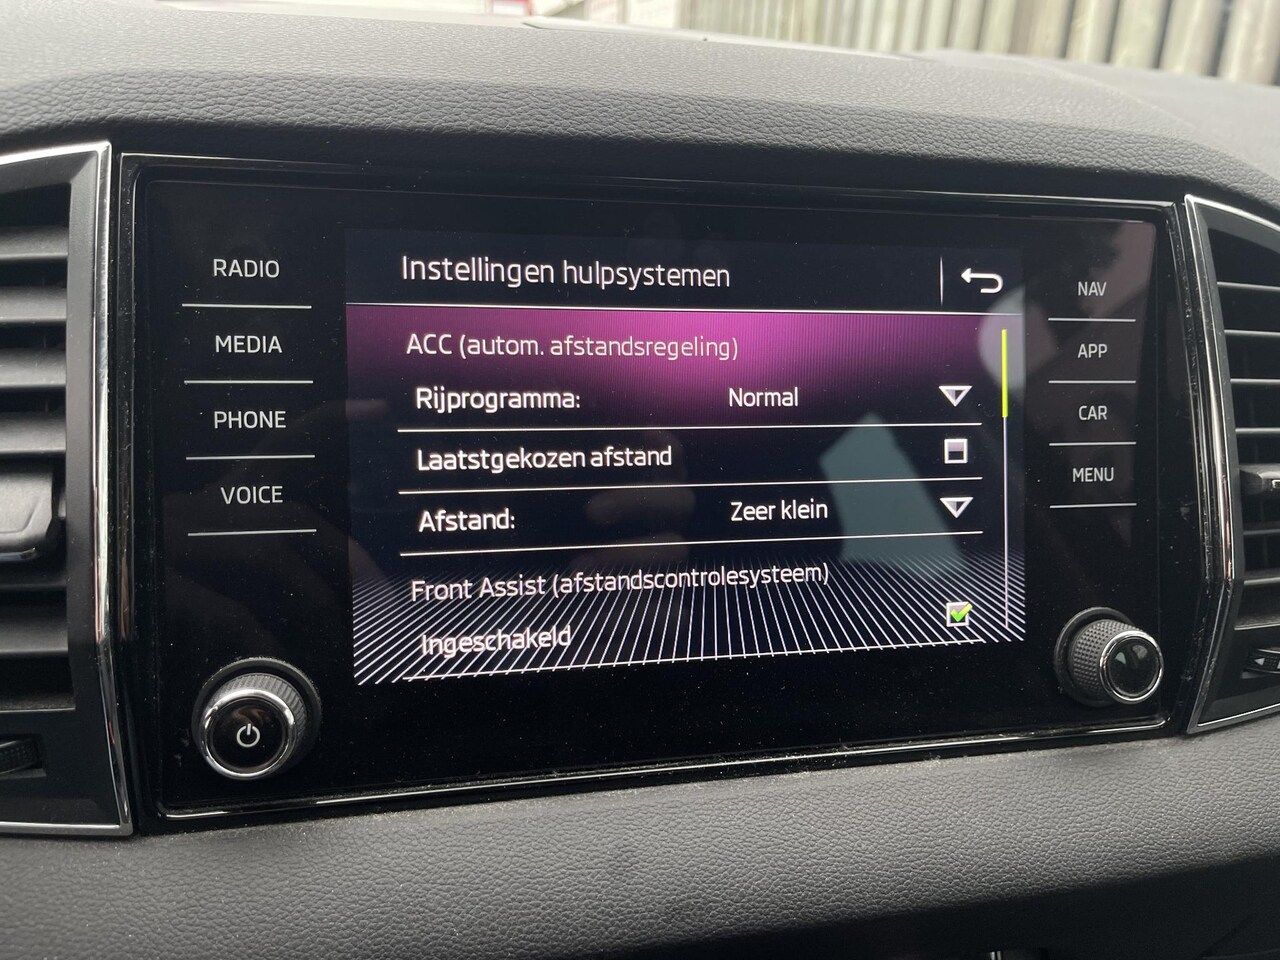 RADIO
MEDIA
PHONE
VOICE
Instellingen hulpsystemen
ACC (autom. afstandsregeling)
Rijprogramma: Normal
Laatstgekozen afstand
Afstand: Zeer klein
Front Assist (afstandscontrolesysteem)
Ingeschakeld
NAV
APP
CAR
MENU